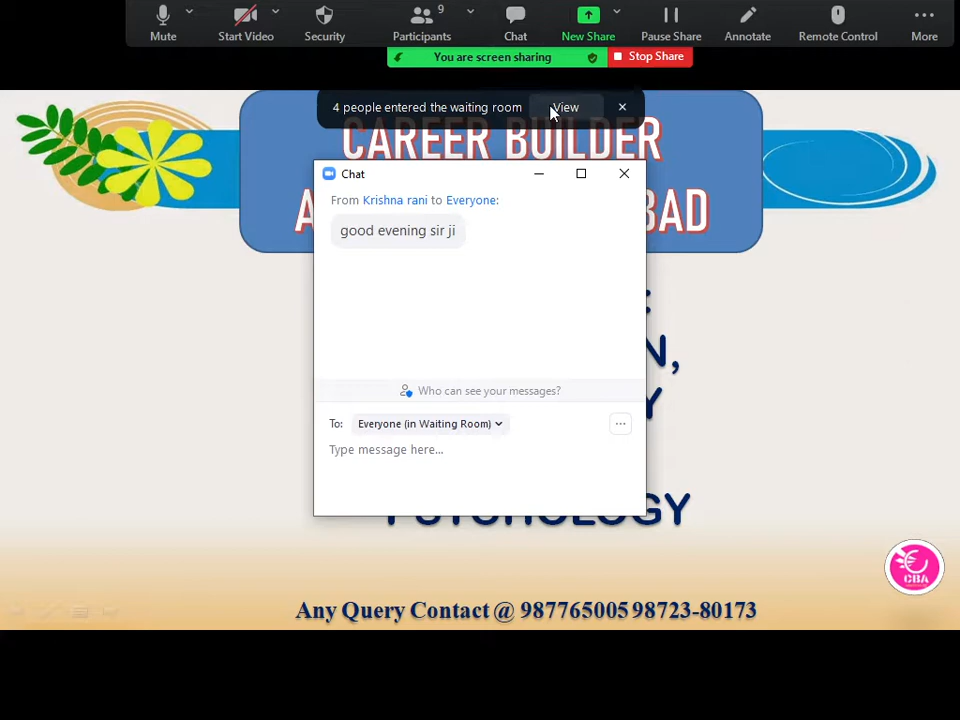 Mute
Start Video
Security
Participants
9
Chat
New Share
Pause Share
Annotate
Remote Control
More
You are screen sharing
Stop Share
4 people entered the waiting room
View
CAREER BUILDER
A
BAD
Chat
From Krishna rani to Everyone:
good evening sir ji
N,
Y
Who can see your messages?
To: Everyone (in Waiting Room)
Type message here...
GY
CBA
Any Query Contact @ 98776500598723-80173